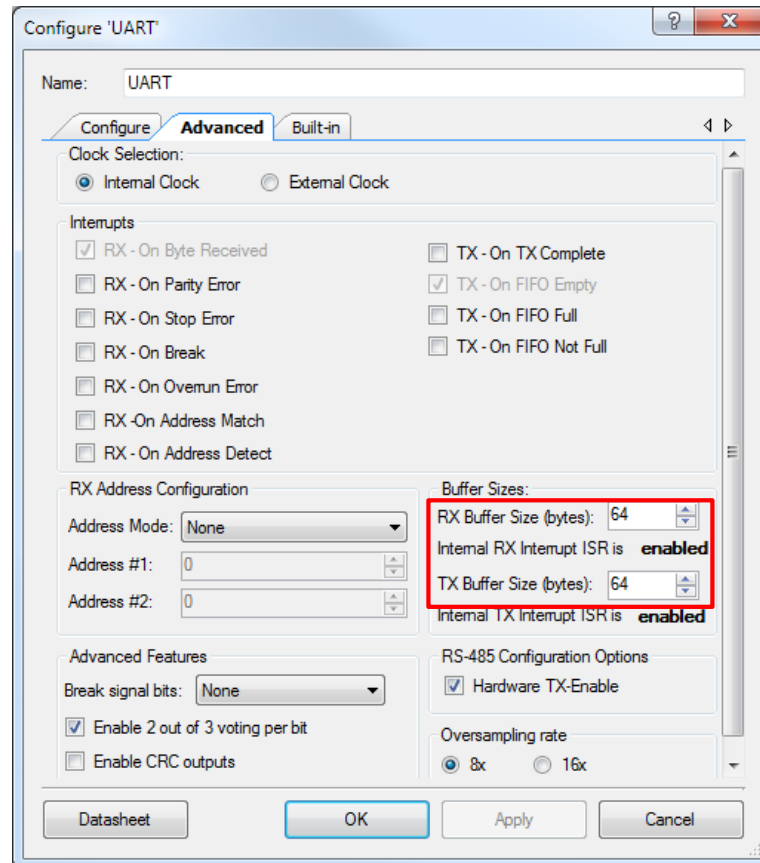 Configure 'UART'
Name: UART
Configure Advanced Built-in
Clock Selection:
Internal Clock External Clock
Interrupts
RX - On Byte Received
RX - On Parity Error
RX - On Stop Error
RX - On Break
RX - On Overrun Error
RX -On Address Match
RX - On Address Detect
TX - On TX Complete
TX - On FIFO Empty
TX - On FIFO Full
TX - On FIFO Not Full
RX Address Configuration
Address Mode: None
Address #1: 0
Address #2: 0
Buffer Sizes:
RX Buffer Size (bytes): 64
Internal RX Interrupt ISR is enabled
TX Buffer Size (bytes): 64
Internal TX Interrupt ISR is enabled
Advanced Features
Break signal bits: None
Enable 2 out of 3 voting per bit
Enable CRC outputs
RS-485 Configuration Options
Hardware TX-Enable
Oversampling rate
8x 16x
Datasheet OK Apply Cancel